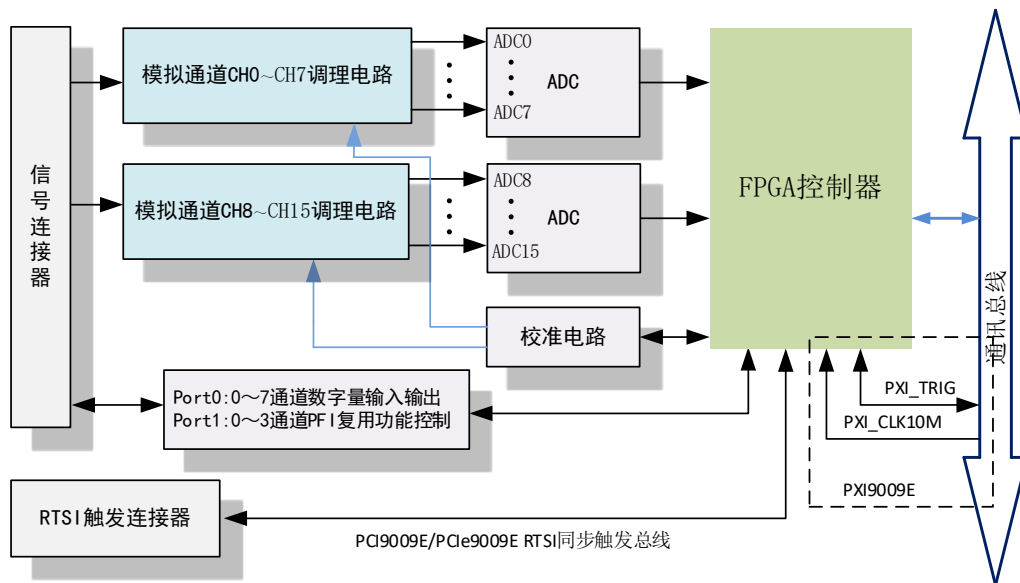 信号连接器
模拟通道CH0~CH7调理电路
ADC0
ADC
ADC7
模拟通道CH8~CH15调理电路
ADC8
ADC
ADC15
FPGA控制器
通讯总线
校准电路
Port0:0～7通道数字量输入输出
Port1:0～3通道PFI复用功能控制
PXI_TRIG
PXI_CLK10M
PXI9009E
RTSI触发连接器
PCI9009E/PCIe9009E RTSI同步触发总线